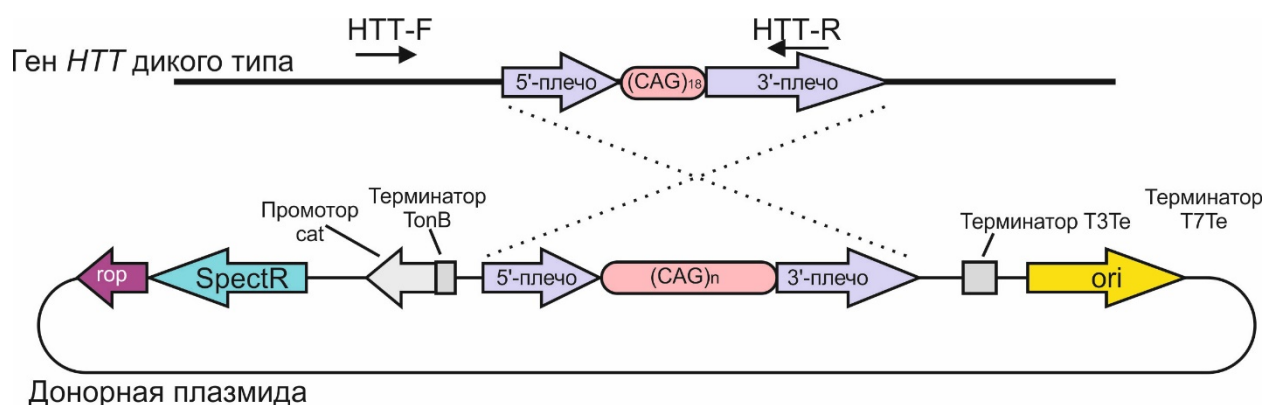 HTT-F
HTT-R
Ген HTT дикого типа
5'-плечо
(CAG)18
3'-плечо
Промотор
cat
Терминатор
TonB
Терминатор T3Te
Терминатор
T7Te
rop
SpectR
5'-плечо
(CAG)n
3'-плечо
ori
Донорная плазмида